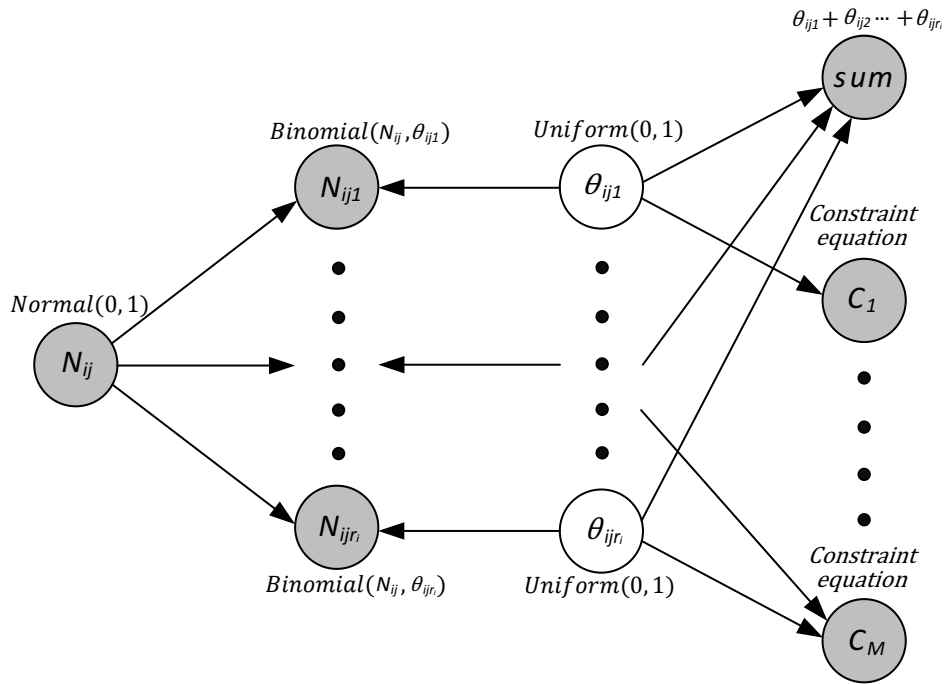 θij1 + θij2 ⋯ + θijri
sum
Binomial(Nij, θij1)
Uniform(0, 1)
Nij1
θij1
Constraint
equation
C1
Normal(0, 1)
Nij
Nijri
θijri
Binomial(Nij, θijri)
Uniform(0, 1)
Constraint
equation
CM